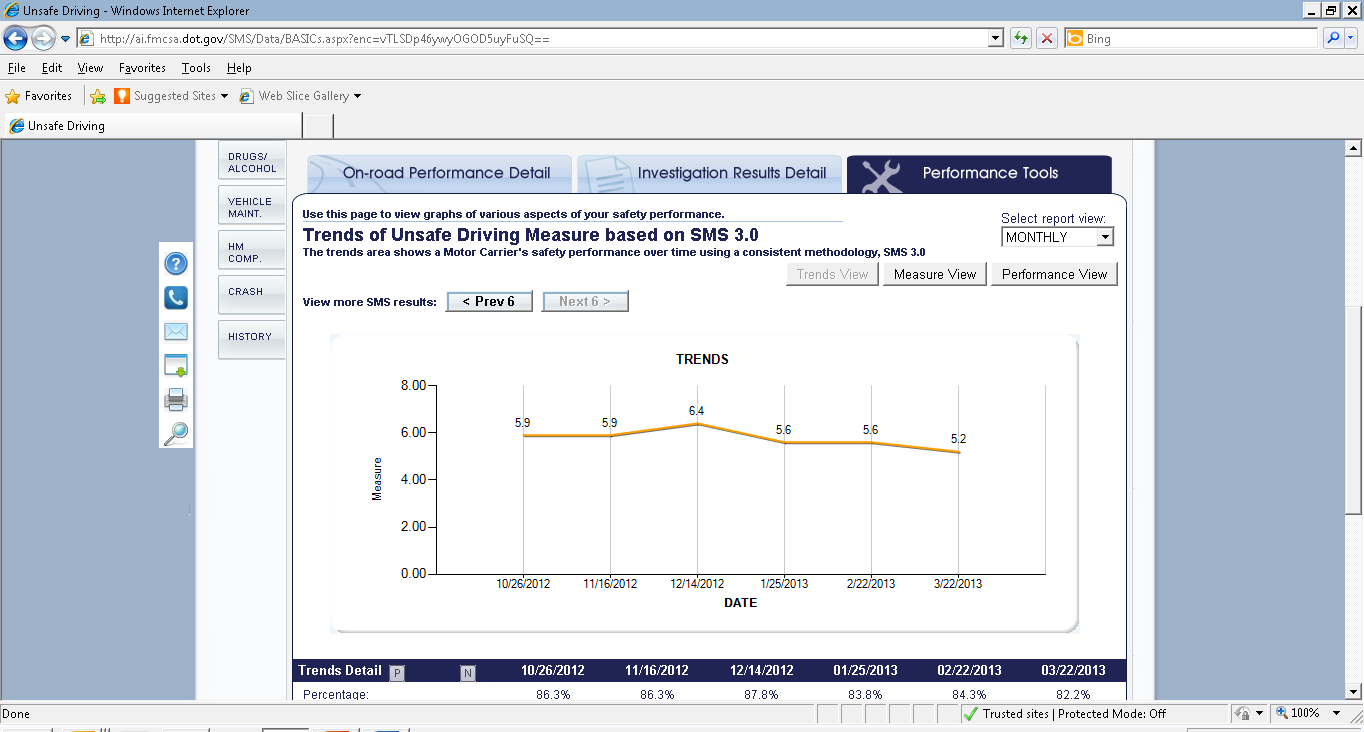 Unsafe Driving - Windows Internet Explorer
http://ai.fmcsa.dot.gov/SMS/Data/BASICs.aspx?enc=vTLSDp46ywyOGOD5uyFuSQ==
Bing
File Edit View Favorites Tools Help
Favorites Suggested Sites Web Slice Gallery
Unsafe Driving
DRUGS/
ALCOHOL
VEHICLE
MAINT.
HM
COMP.
CRASH
HISTORY
On-road Performance Detail Investigation Results Detail Performance Tools
Use this page to view graphs of various aspects of your safety performance.
Select report view:
Trends of Unsafe Driving Measure based on SMS 3.0
MONTHLY
The trends area shows a Motor Carrier's safety performance over time using a consistent methodology, SMS 3.0
Trends View Measure View Performance View
View more SMS results: < Prev 6 Next 6 >
TRENDS
8.00
6.00
4.00
2.00
0.00
Measure
5.9 5.9 6.4 5.6 5.6 5.2
10/26/2012 11/16/2012 12/14/2012 1/25/2013 2/22/2013 3/22/2013
DATE
Trends Detail P N 10/26/2012 11/16/2012 12/14/2012 01/25/2013 02/22/2013 03/22/2013
Percentage: 86.3% 86.3% 87.8% 83.8% 84.3% 82.2%
Done Trusted sites | Protected Mode: Off 100%